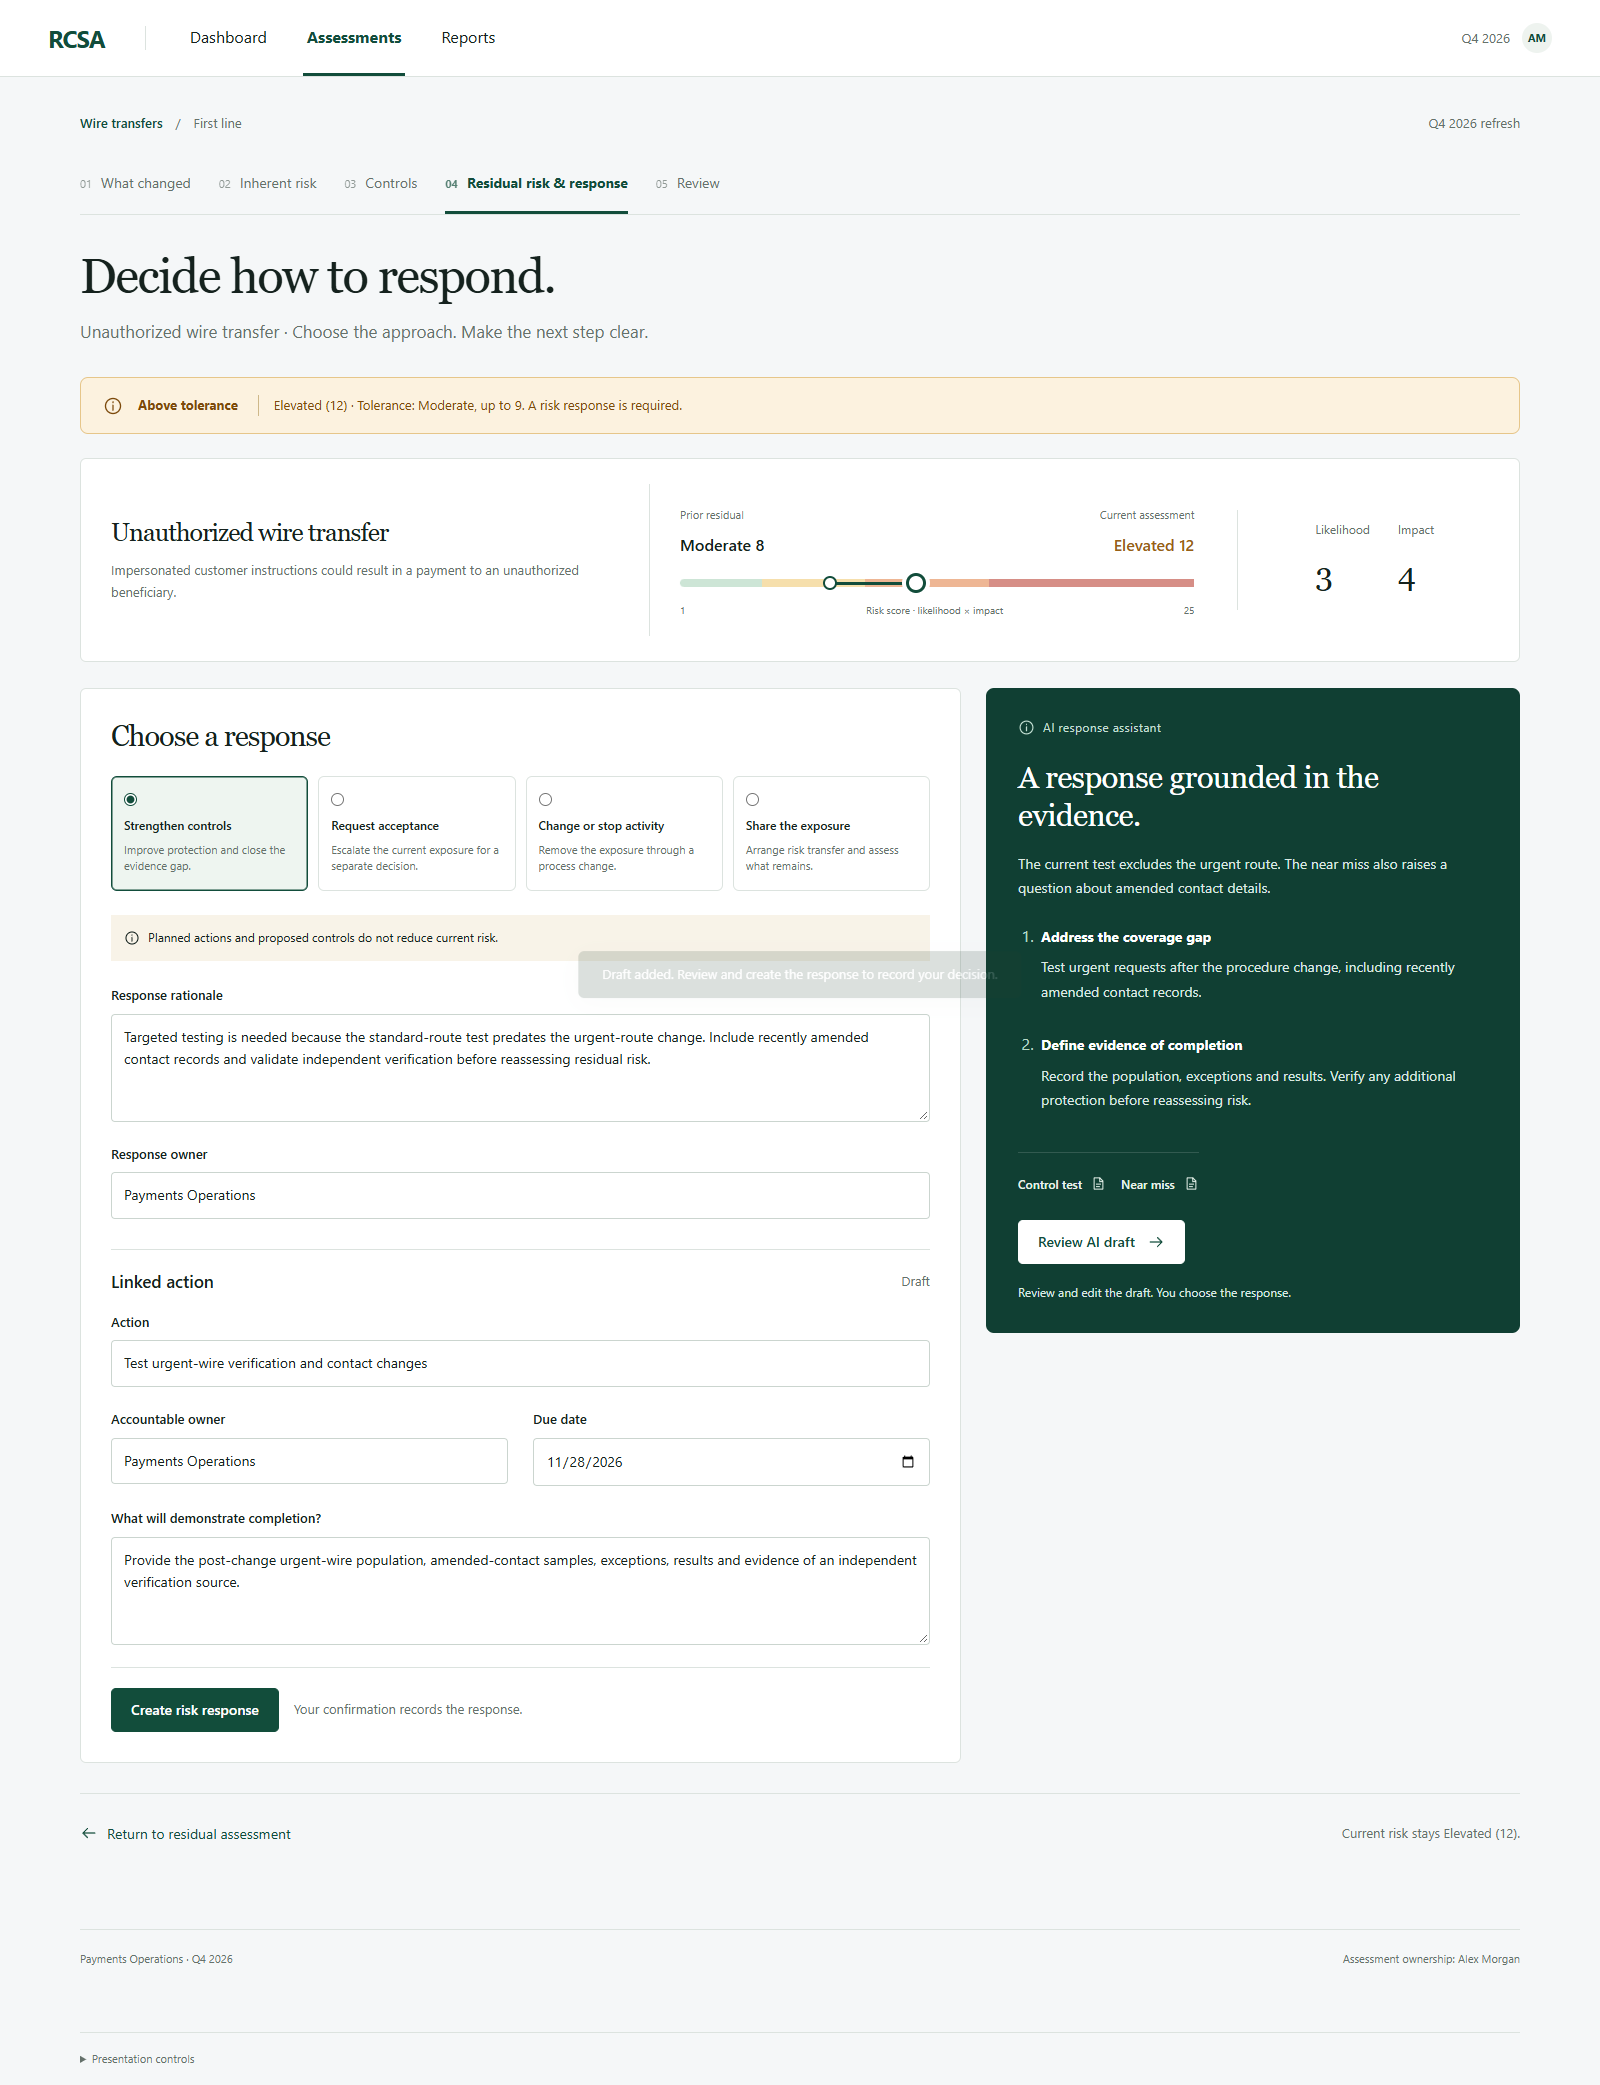 RCSA
Dashboard
Assessments
Reports
Q4 2026
AM
Wire transfers / First line
Q4 2026 refresh
01 What changed
02 Inherent risk
03 Controls
04 Residual risk & response
05 Review
Decide how to respond.
Unauthorized wire transfer · Choose the approach. Make the next step clear.
Above tolerance
Elevated (12) · Tolerance: Moderate, up to 9. A risk response is required.
Unauthorized wire transfer
Impersonated customer instructions could result in a payment to an unauthorized
beneficiary.
Prior residual
Current assessment
Moderate 8
Elevated 12
1
Risk score · likelihood × impact
25
Likelihood
Impact
3
4
Choose a response
Strengthen controls
Improve protection and close the
evidence gap.
Request acceptance
Escalate the current exposure for a
separate decision.
Change or stop activity
Remove the exposure through a
process change.
Share the exposure
Arrange risk transfer and assess
what remains.
Planned actions and proposed controls do not reduce current risk.
Draft added. Review and create the response to record your decision.
Response rationale
Targeted testing is needed because the standard-route test predates the urgent-route change. Include recently amended
contact records and validate independent verification before reassessing residual risk.
Response owner
Payments Operations
Linked action
Draft
Action
Test urgent-wire verification and contact changes
Accountable owner
Due date
Payments Operations
11/28/2026
What will demonstrate completion?
Provide the post-change urgent-wire population, amended-contact samples, exceptions, results and evidence of an independent
verification source.
Create risk response
Your confirmation records the response.
AI response assistant
A response grounded in the
evidence.
The current test excludes the urgent route. The near miss also raises a
question about amended contact details.
1. Address the coverage gap
Test urgent requests after the procedure change, including recently
amended contact records.
2. Define evidence of completion
Record the population, exceptions and results. Verify any additional
protection before reassessing risk.
Control test
Near miss
Review AI draft
Review and edit the draft. You choose the response.
Return to residual assessment
Current risk stays Elevated (12).
Payments Operations · Q4 2026
Assessment ownership: Alex Morgan
Presentation controls